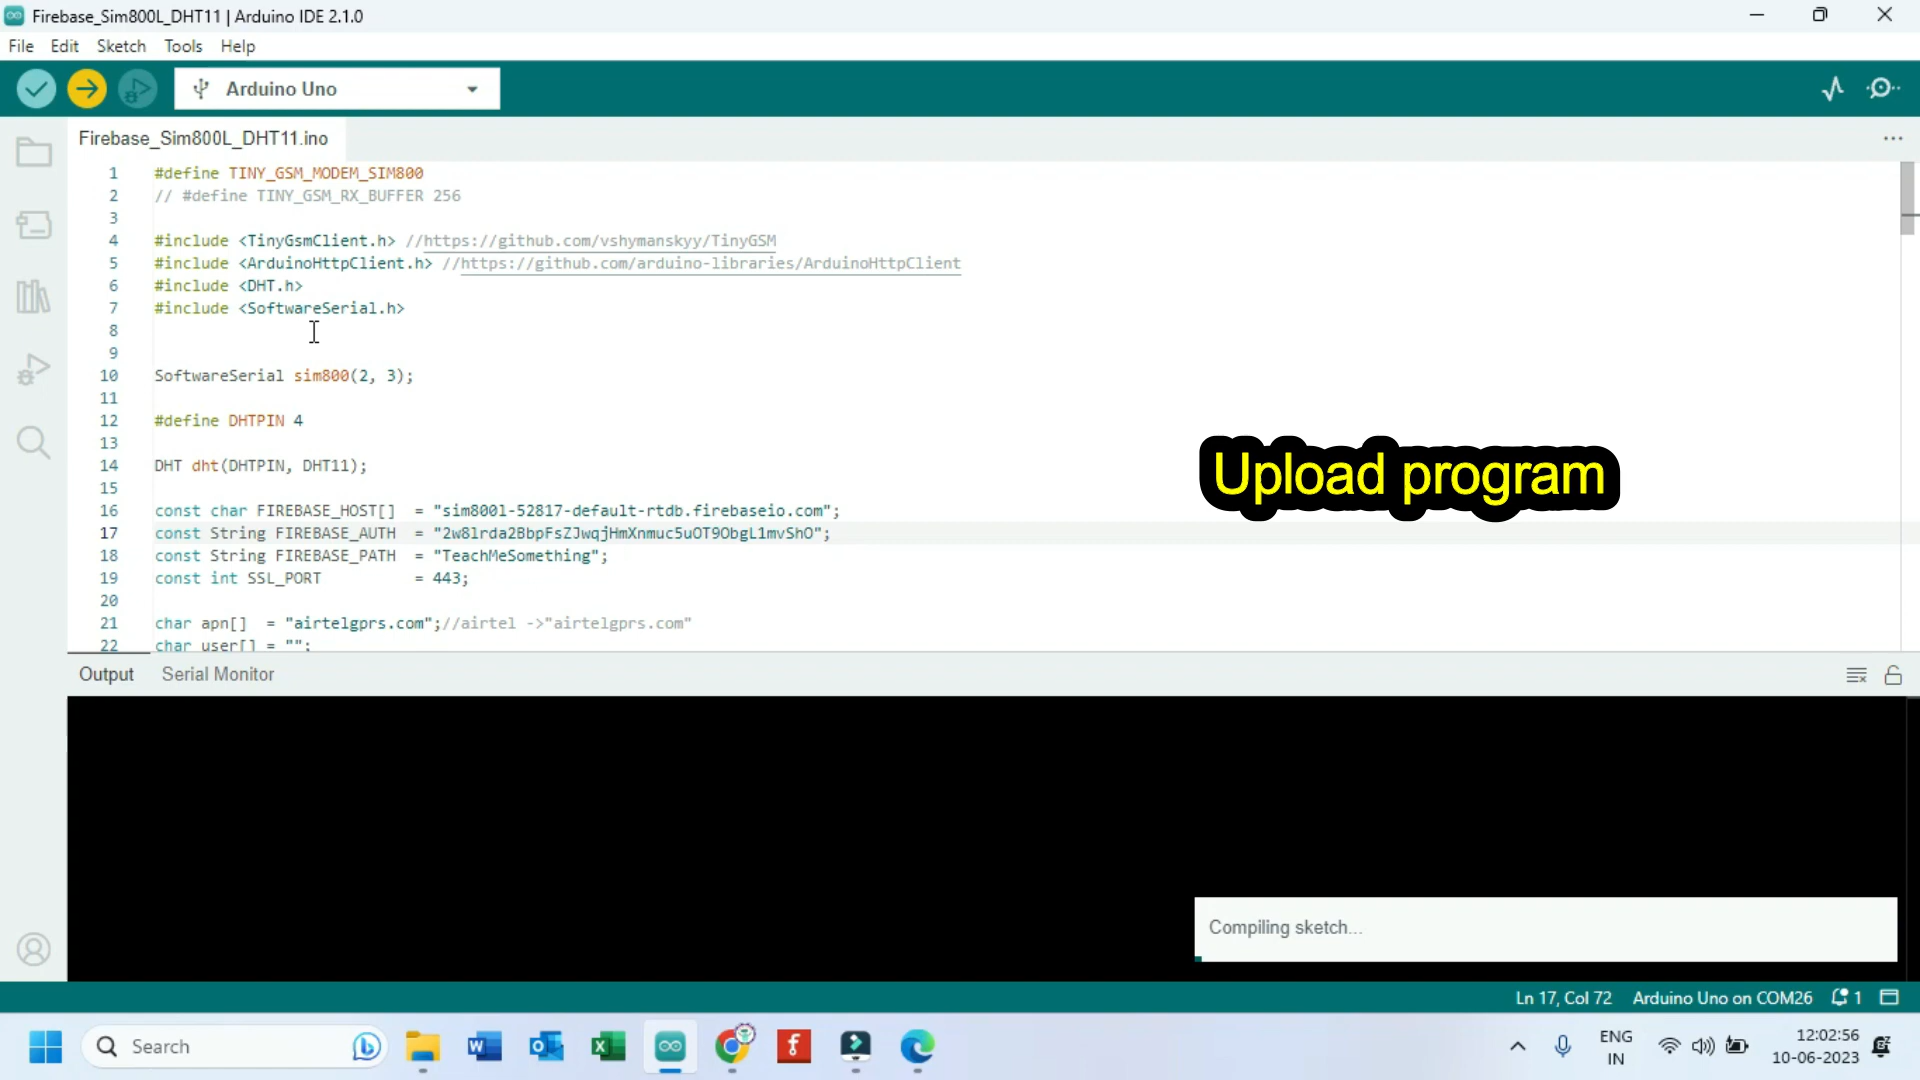 Firebase_Sim800L_DHT11 | Arduino IDE 2.1.0
File Edit Sketch Tools Help
Arduino Uno
Firebase_Sim800L_DHT11.ino
1 #define TINY_GSM_MODEM_SIM800
2 // #define TINY_GSM_RX_BUFFER 256
3
4 #include <TinyGsmClient.h> //https://github.com/vshymanskyy/TinyGSM
5 #include <ArduinoHttpClient.h> //https://github.com/arduino-libraries/ArduinoHttpClient
6 #include <DHT.h>
7 #include <SoftwareSerial.h>
8
9
10 SoftwareSerial sim800(2, 3);
11
12 #define DHTPIN 4
13
14 DHT dht(DHTPIN, DHT11);
15
16 const char FIREBASE_HOST[] = "sim800l-52817-default-rtdb.firebaseio.com";
17 const String FIREBASE_AUTH = "2w8lrda2BbpFsZJwqjHmXnmuc5uOT9ObgL1mvShO";
18 const String FIREBASE_PATH = "TeachMeSomething";
19 const int SSL_PORT = 443;
20
21 char apn[] = "airtelgprs.com";//airtel ->"airtelgprs.com"
22 char user[] = "";
Upload program
Output Serial Monitor
Compiling sketch...
Ln 17, Col 72 Arduino Uno on COM26 1
Search
ENG
IN
12:02:56
10-06-2023